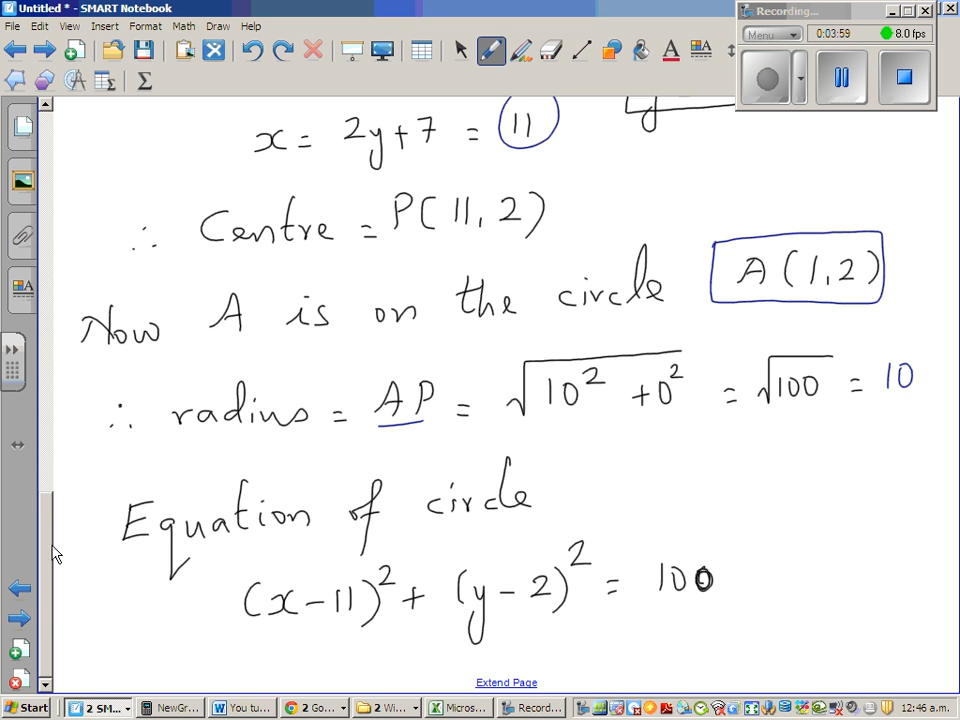 Untitled * - SMART Notebook
Recording...
File Edit View Insert Format Math Draw Help
Menu 0:03:59 8.0 fps
x = 2y+7 = 11
∴ Centre = P(11, 2)
Now A is on the circle A(1,2)
∴ radius = AP = √(10² + 0²) = √100 = 10
Equation of circle
(x-11)² + (y-2)² = 100
Extend Page
Start 2 SM... NewGr... You tu... 2 Go... 2 Wi... Micros... Record... 12:46 a.m.